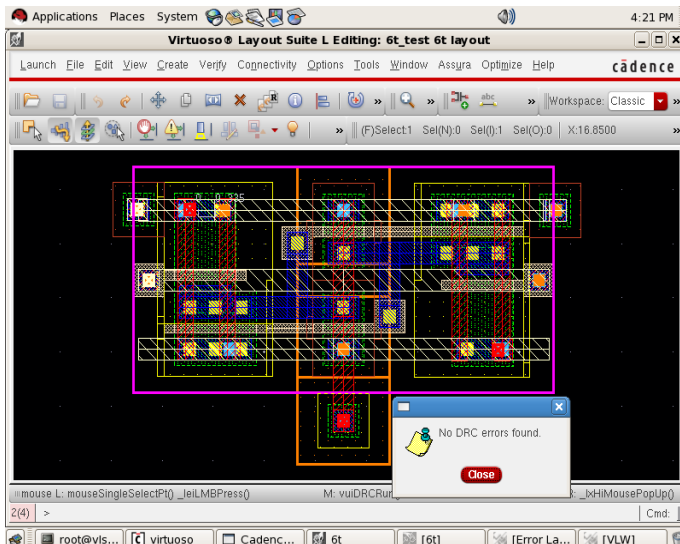 Applications Places System 4:21 PM
Virtuoso® Layout Suite L Editing: 6t_test 6t layout
Launch File Edit View Create Verify Connectivity Options Tools Window Assura Optimize Help cādence
» » abc » Workspace: Classic »
» (F)Select:1 Sel(N):0 Sel(I):1 Sel(O):0 X:16.8500 »
No DRC errors found.
Close
mouse L: mouseSingleSelectPt() _leiLMBPress() M: vuiDRCRun R: _lxHiMousePopUp()
2(4) > Cmd:
root@vls... virtuoso Cadenc... 6t [6t] [Error La... [VLW]